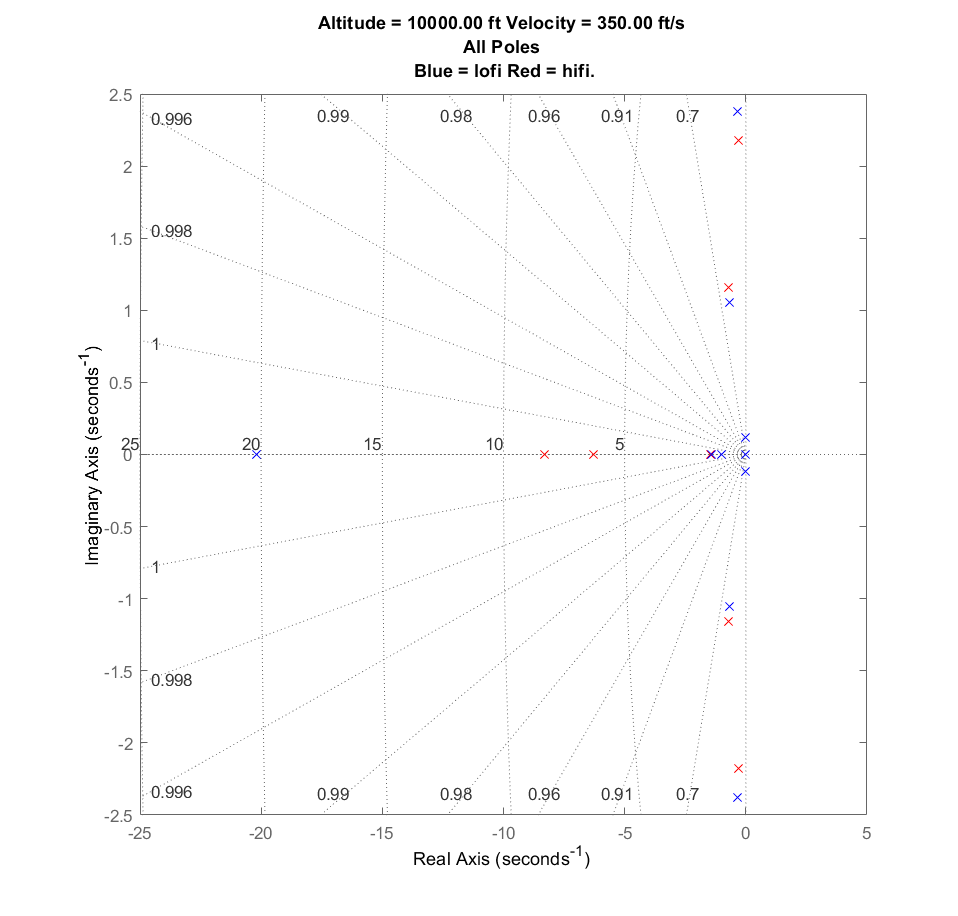 Altitude = 10000.00 ft Velocity = 350.00 ft/s
All Poles
Blue = lofi Red = hifi.
2.5
0.996 0.99 0.98 0.96 0.91 0.7
2
1.5
0.998
1
1
0.5
25 20 15 10 5
0
-0.5
1
-1
-1.5
0.998
-2
0.996 0.99 0.98 0.96 0.91 0.7
-2.5
-25 -20 -15 -10 -5 0 5
Imaginary Axis (seconds⁻¹)
Real Axis (seconds⁻¹)